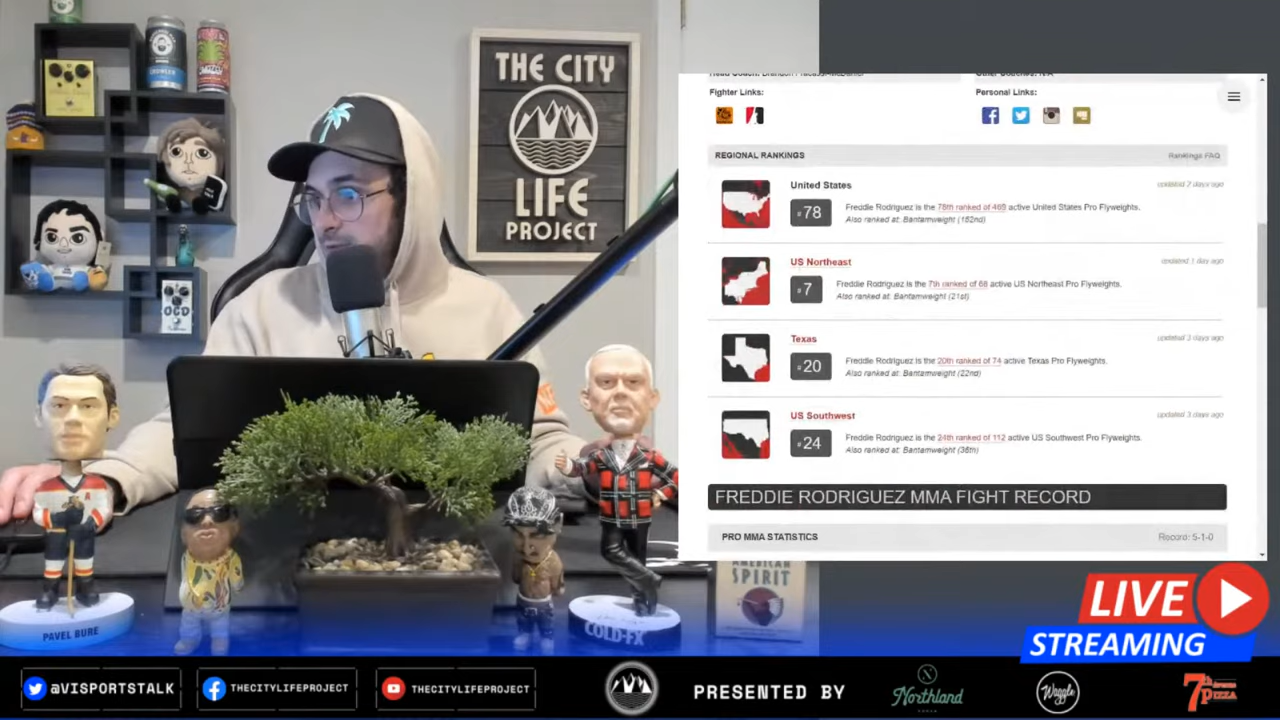 THE CITY
LIFE
PROJECT
OCD
PAVEL BURE
COLD-FX
AMERICAN
SPIRIT
Fighter Links:
Personal Links:
REGIONAL RANKINGS
Rankings FAQ
United States
updated 2 days ago
#78
Freddie Rodriguez is the 78th ranked of 469 active United States Pro Flyweights.
Also ranked at: Bantamweight (152nd)
US Northeast
updated 1 day ago
#7
Freddie Rodriguez is the 7th ranked of 68 active US Northeast Pro Flyweights.
Also ranked at: Bantamweight (21st)
Texas
updated 3 days ago
#20
Freddie Rodriguez is the 20th ranked of 74 active Texas Pro Flyweights.
Also ranked at: Bantamweight (22nd)
US Southwest
updated 3 days ago
#24
Freddie Rodriguez is the 24th ranked of 112 active US Southwest Pro Flyweights.
Also ranked at: Bantamweight (36th)
FREDDIE RODRIGUEZ MMA FIGHT RECORD
PRO MMA STATISTICS
Record: 5-1-0
LIVE
STREAMING
@VISPORTSTALK
THECITYLIFEPROJECT
THECITYLIFEPROJECT
PRESENTED BY
Northland
Waggle
7th
PIZZA